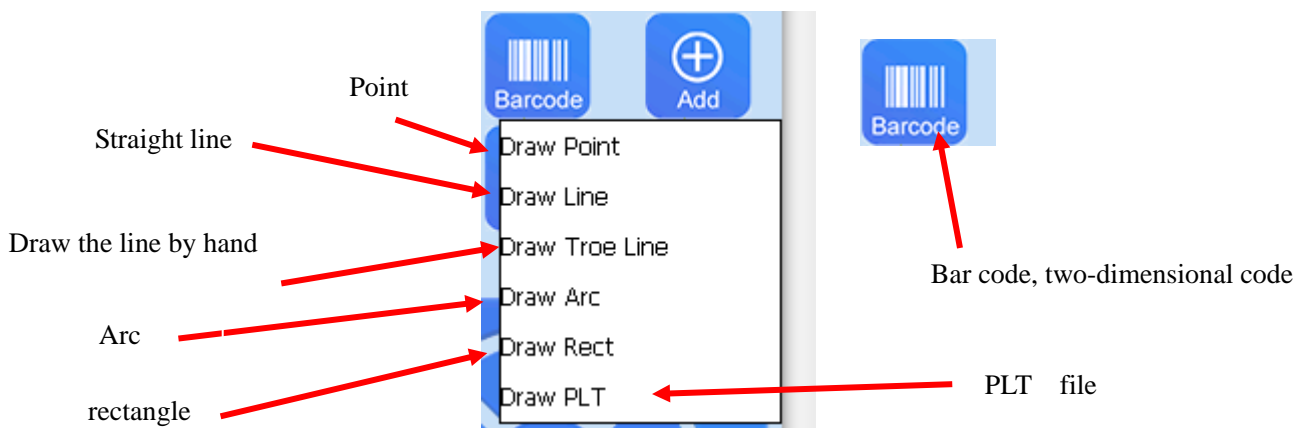 Barcode
Add
Barcode
Point
Straight line
Draw the line by hand
Arc
rectangle
Draw Point
Draw Line
Draw Troe Line
Draw Arc
Draw Rect
Draw PLT
Bar code, two-dimensional code
PLT file